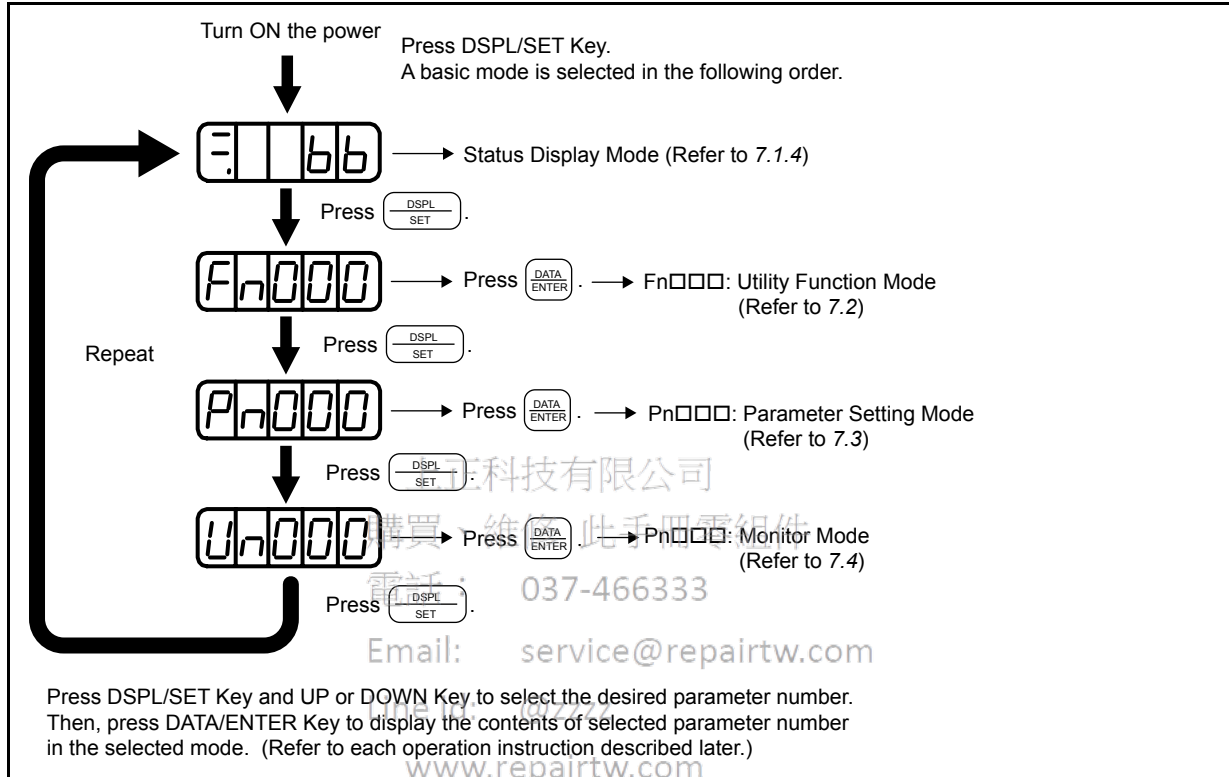 Turn ON the power
Press DSPL/SET Key.
A basic mode is selected in the following order.
bb
Status Display Mode (Refer to 7.1.4)
Press DSPL/SET.
Fn000
Press DATA/ENTER.
Fn□□□: Utility Function Mode
(Refer to 7.2)
Repeat
Press DSPL/SET.
Pn000
Press DATA/ENTER.
Pn□□□: Parameter Setting Mode
(Refer to 7.3)
Press DSPL/SET.
上正科技有限公司
Un000
Press DATA/ENTER.
Pn□□□: Monitor Mode
(Refer to 7.4)
購買、維修 此手冊零組件
電話： 037-466333
Press DSPL/SET.
Email: service@repairtw.com
Press DSPL/SET Key and UP or DOWN Key to select the desired parameter number.
Line id: @zzzz
Then, press DATA/ENTER Key to display the contents of selected parameter number
in the selected mode. (Refer to each operation instruction described later.)
www.repairtw.com